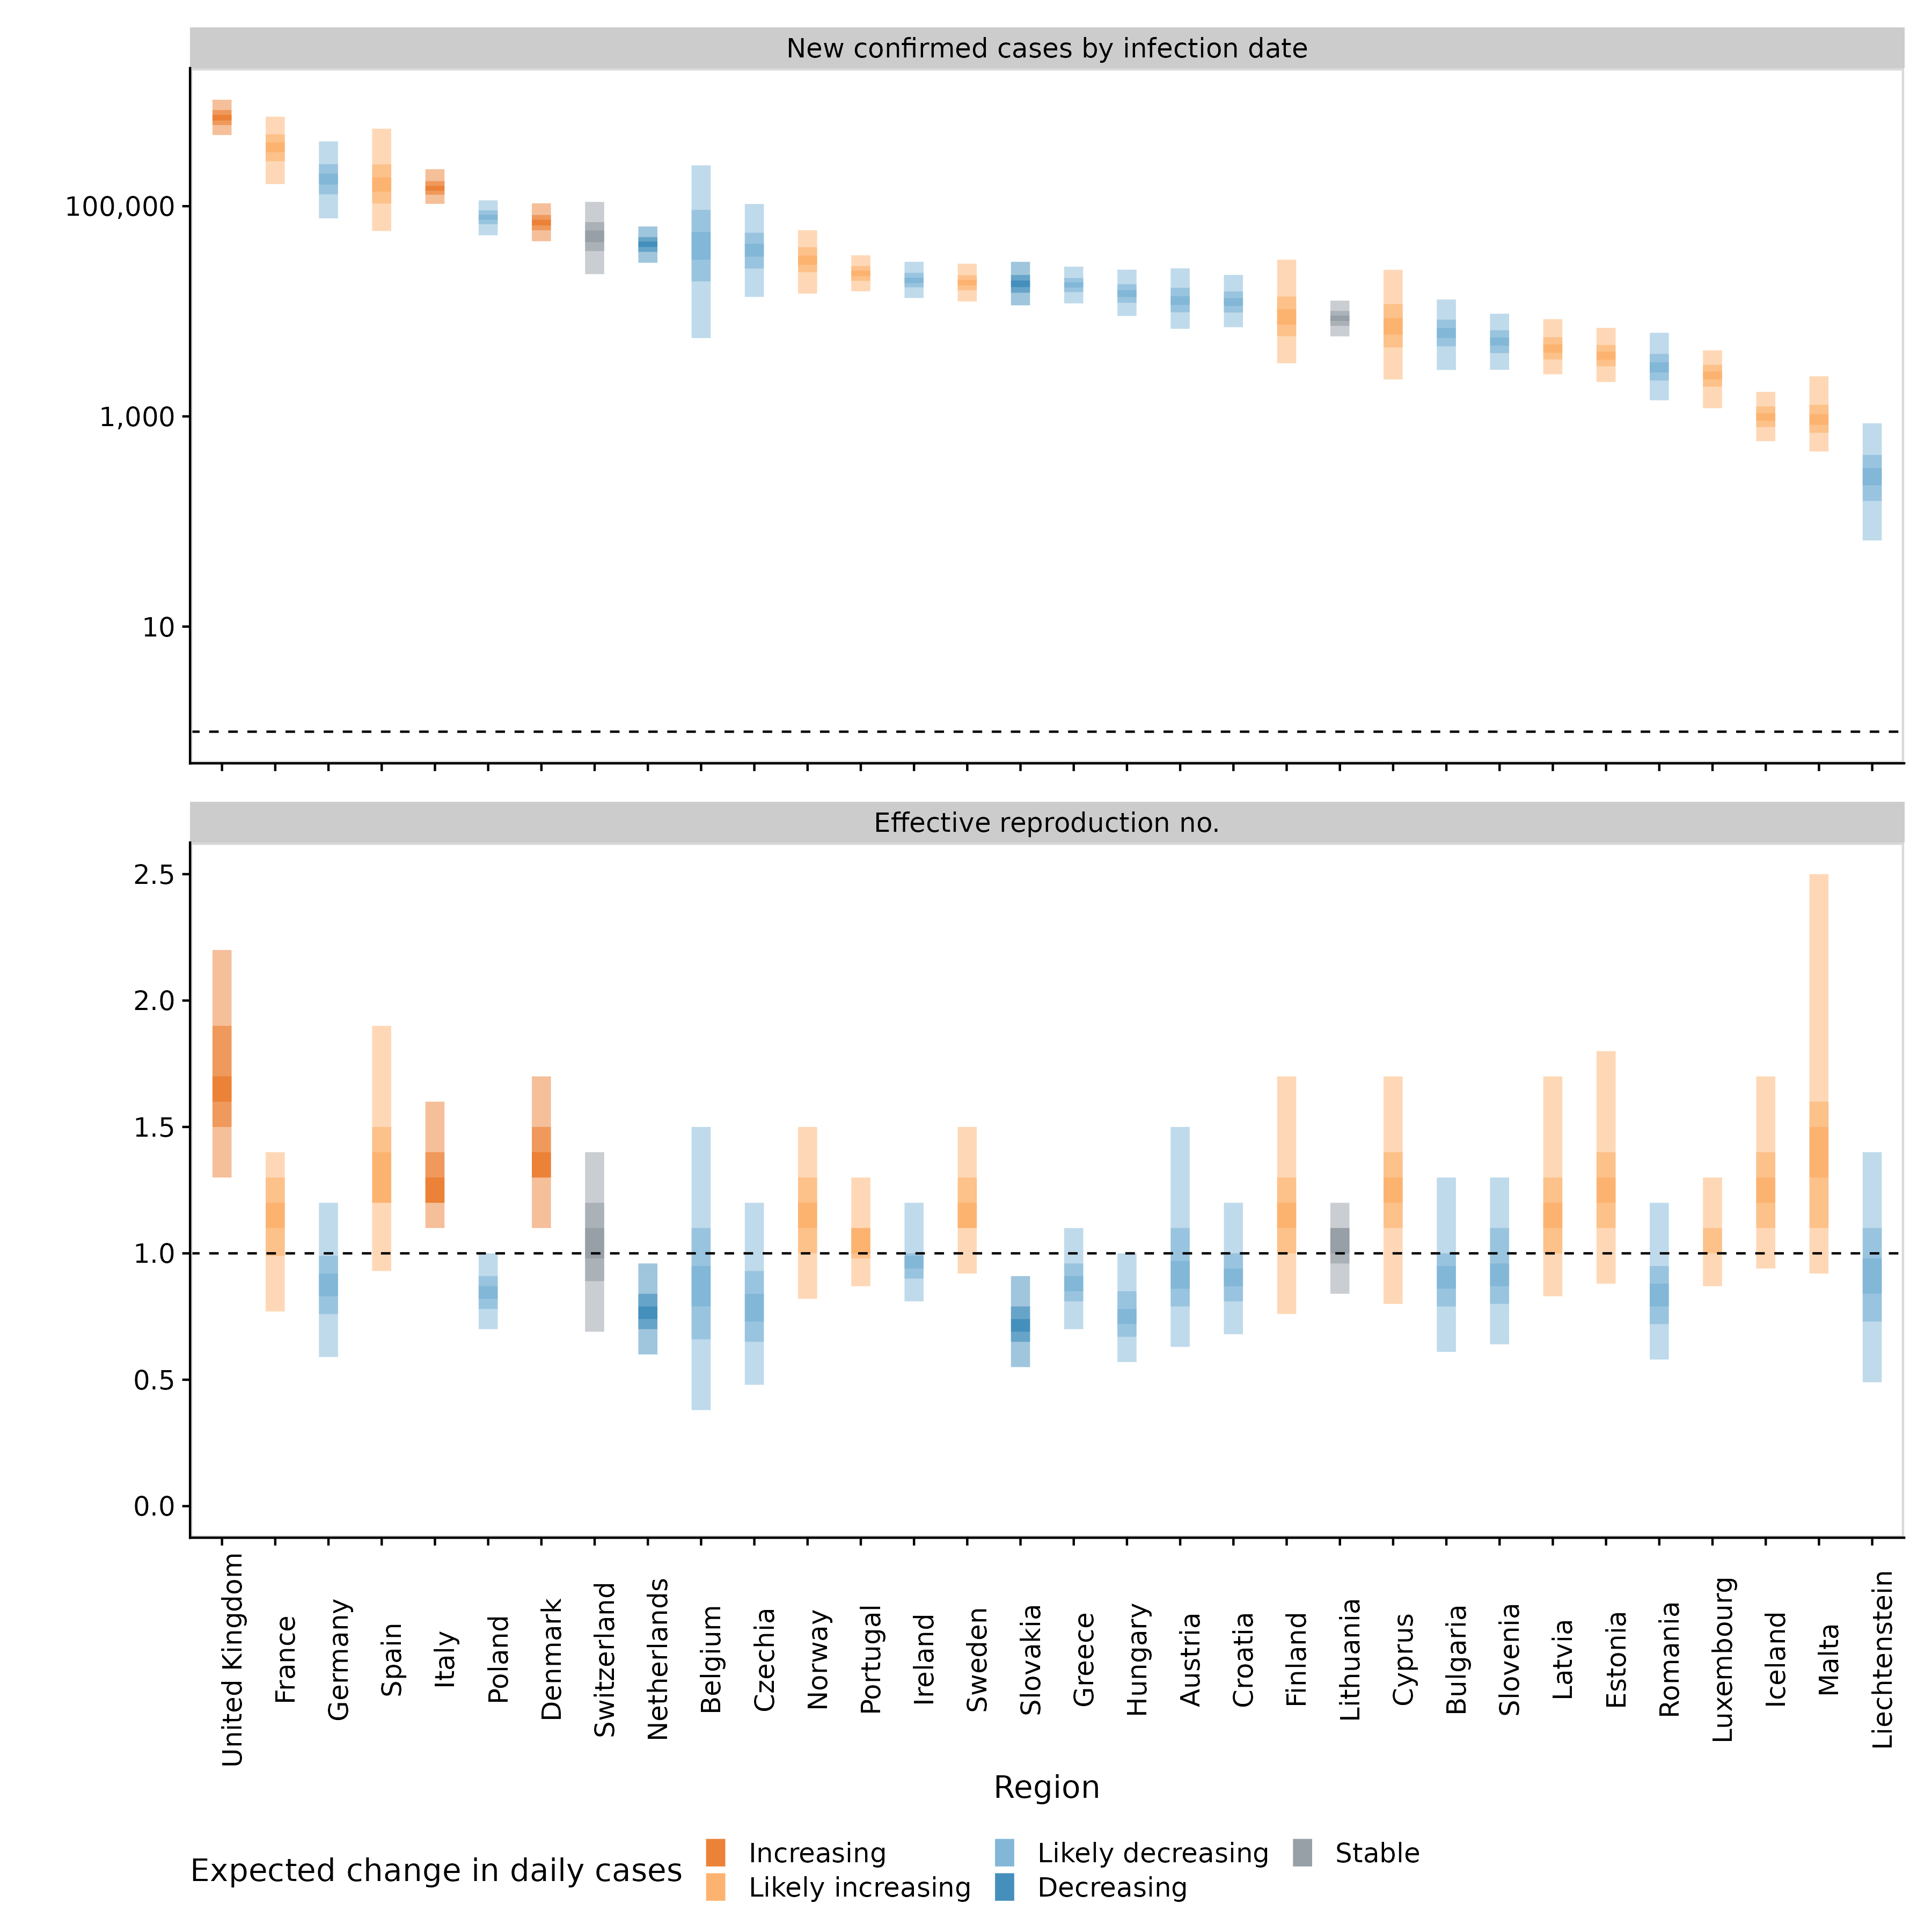 New confirmed cases by infection date
100,000
1,000
10
Effective reproduction no.
2.5
2.0
1.5
1.0
0.5
0.0
United Kingdom
France
Germany
Spain
Italy
Poland
Denmark
Switzerland
Netherlands
Belgium
Czechia
Norway
Portugal
Ireland
Sweden
Slovakia
Greece
Hungary
Austria
Croatia
Finland
Lithuania
Cyprus
Bulgaria
Slovenia
Latvia
Estonia
Romania
Luxembourg
Iceland
Malta
Liechtenstein
Region
Expected change in daily cases
Increasing
Likely increasing
Likely decreasing
Decreasing
Stable